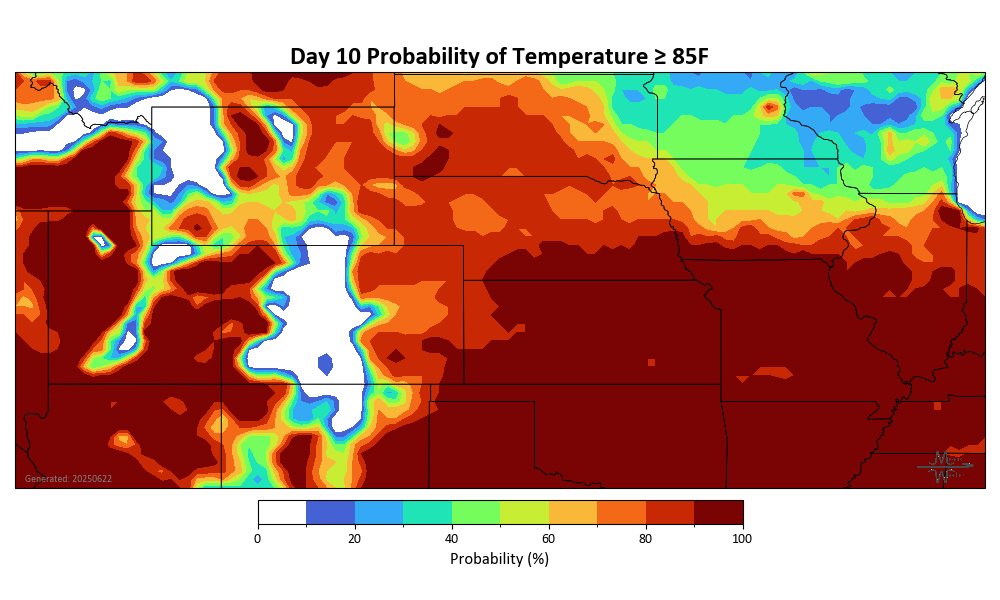 Day 10 Probability of Temperature ≥ 85F
Generated: 20250622
0 20 40 60 80 100
Probability (%)